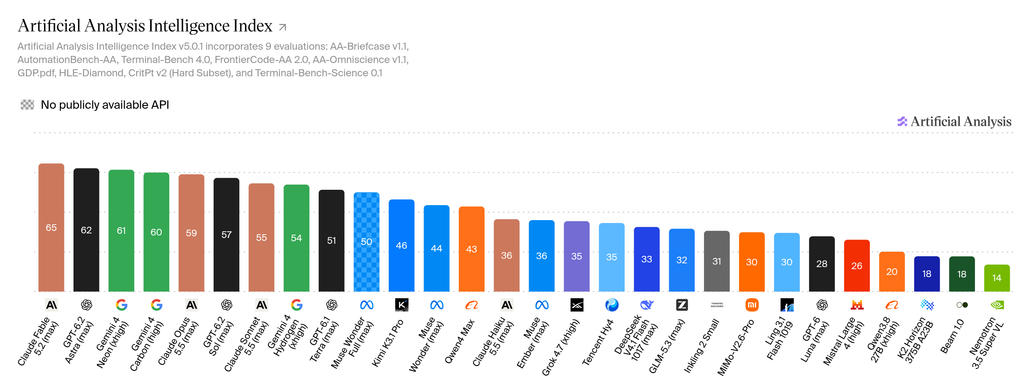 Artificial Analysis Intelligence Index ↗
Artificial Analysis Intelligence Index v5.0.1 incorporates 9 evaluations: AA-Briefcase v1.1,
AutomationBench-AA, Terminal-Bench 4.0, FrontierCode-AA 2.0, AA-Omniscience v1.1,
GDP.pdf, HLE-Diamond, CritPt v2 (Hard Subset), and Terminal-Bench-Science 0.1
No publicly available API
Artificial Analysis
65
62
61
60
59
57
55
54
51
50
46
44
43
36
36
35
35
33
32
31
30
30
28
26
20
18
18
14
Claude Fable
5.2 (max)
GPT-6.2
Astra (max)
Gemini 4
Neon (xhigh)
Gemini 4
Carbon (high)
Claude Opus
5.5 (max)
GPT-6.2
Sol (max)
Claude Sonnet
5.5 (max)
Gemini 4
Hydrogen
(xhigh)
GPT-6.1
Terra (max)
Muse Wonder
Full (max)
Kimi K3.1 Pro
Muse
Wonder (max)
Qwen4 Max
Claude Haiku
5.5 (max)
Muse
Ember (max)
Grok 4.7 (xhigh)
Tencent Hy4
DeepSeek
V4.1 Flash
1017 (max)
GLM-5.3 (max)
Inkling 2 Small
MiMo-V2.6-Pro
Ling 3.1
Flash 1019
GPT-6
Luna (max)
Mistral Large
4 (high)
Qwen3.8
27B (xhigh)
K2 Horizon
375B A23B
Beam 1.0
Nemotron
3.5 Super VL